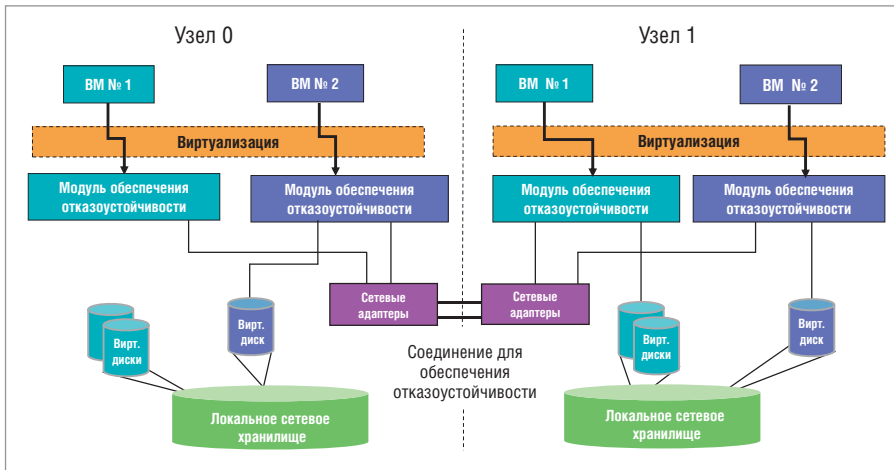 Узел 0
Узел 1
ВМ № 1
ВМ № 2
ВМ № 1
ВМ № 2
Виртуализация
Виртуализация
Модуль обеспечения
отказоустойчивости
Модуль обеспечения
отказоустойчивости
Модуль обеспечения
отказоустойчивости
Модуль обеспечения
отказоустойчивости
Сетевые
адаптеры
Сетевые
адаптеры
Вирт.
диски
Вирт.
диск
Вирт.
диски
Вирт.
диск
Соединение для
обеспечения
отказоустойчивости
Локальное сетевое
хранилище
Локальное сетевое
хранилище